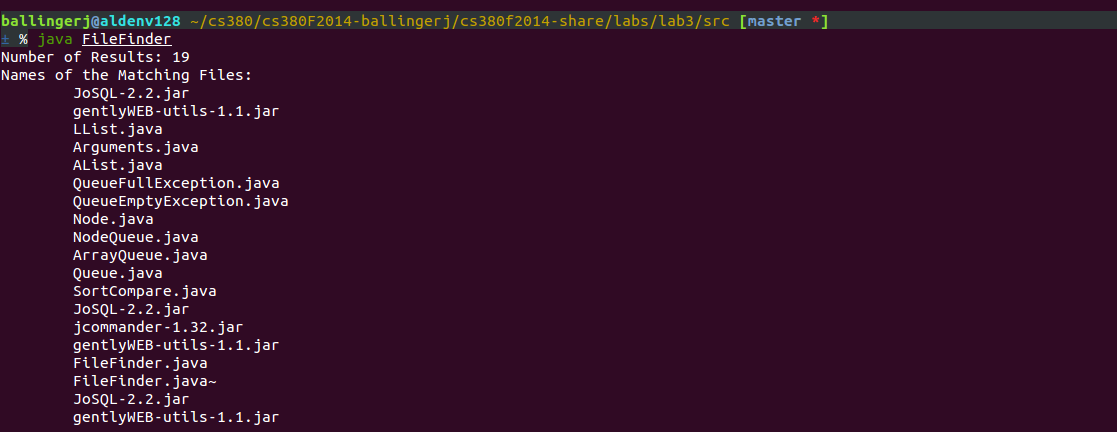 ballingerj@aldenv128 ~/cs380/cs380F2014-ballingerj/cs380f2014-share/labs/lab3/src [master *]
± % java FileFinder
Number of Results: 19
Names of the Matching Files:
JoSQL-2.2.jar
gentlyWEB-utils-1.1.jar
LList.java
Arguments.java
AList.java
QueueFullException.java
QueueEmptyException.java
Node.java
NodeQueue.java
ArrayQueue.java
Queue.java
SortCompare.java
JoSQL-2.2.jar
jcommander-1.32.jar
gentlyWEB-utils-1.1.jar
FileFinder.java
FileFinder.java~
JoSQL-2.2.jar
gentlyWEB-utils-1.1.jar